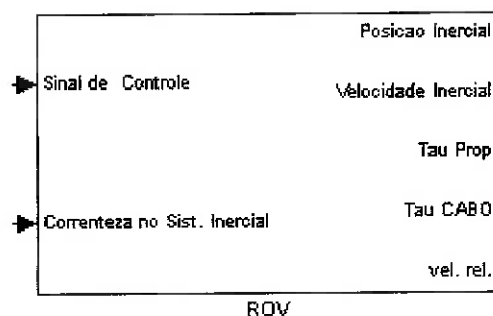 Posicao Inercial
Sinal de Controle
Velocidade Inercial
Tau Prop
Tau CABO
Correnteza no Sist. Inercial
vel. rel.
ROV